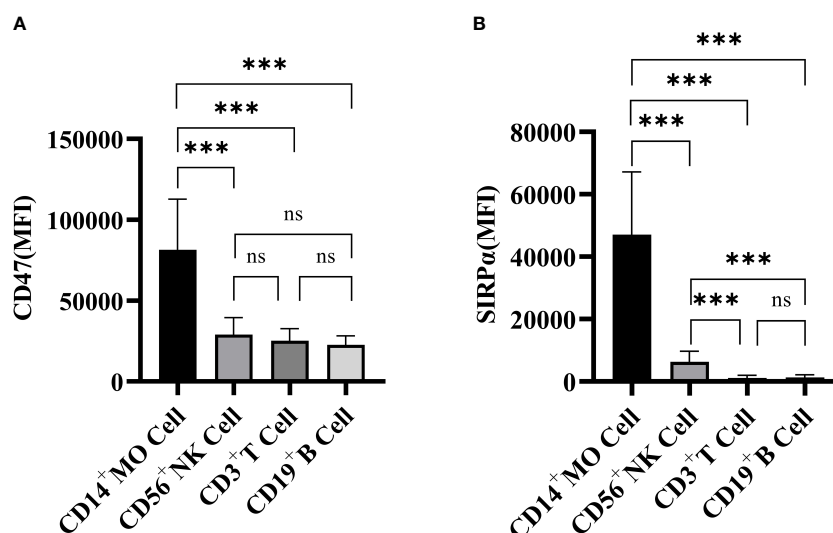 A
CD47(MFI)
150000
100000
50000
0
***
***
***
ns
ns
ns
CD14+MO Cell
CD56+NK Cell
CD3+T Cell
CD19+B Cell
B
SIRPα(MFI)
80000
60000
40000
20000
0
***
***
***
***
***
ns
CD14+MO Cell
CD56+NK Cell
CD3+T Cell
CD19+B Cell